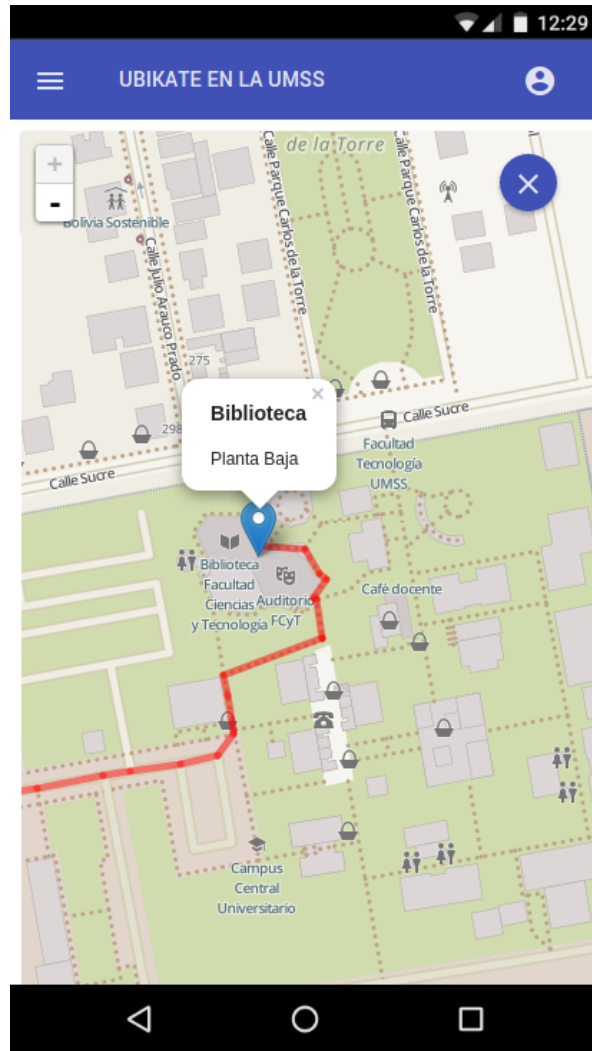 12:29
UBIKATE EN LA UMSS
+
-
de la Torre
Calle Parque Carlos de la Torre
Calle Parque Carlos de la Torre
Bolivia Sostenible
Calle Julio Arauco Prado
275
298
Biblioteca
×
Planta Baja
Calle Sucre
Calle Sucre
Facultad
Tecnología
UMSS
Biblioteca
Facultad
Ciencias
y Tecnología
Auditorio
FCyT
Café docente
Campus
Central
Universitario